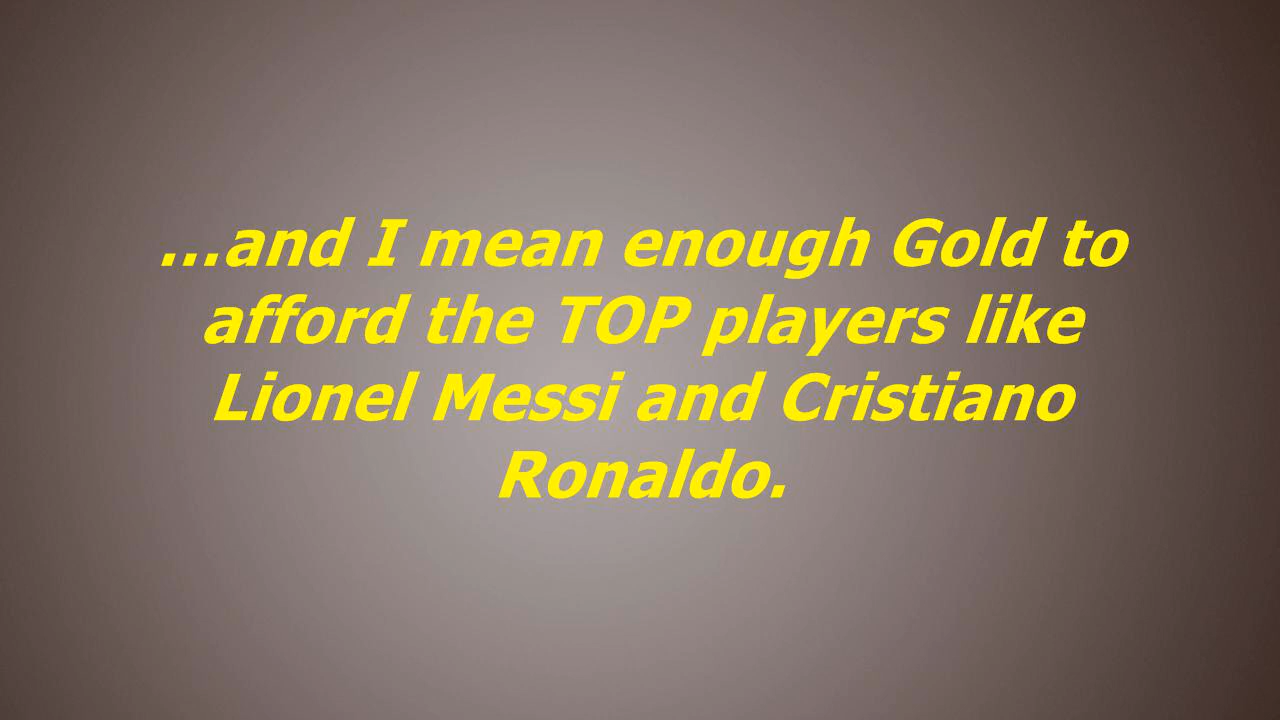 ...and I mean enough Gold to
afford the TOP players like
Lionel Messi and Cristiano
Ronaldo.